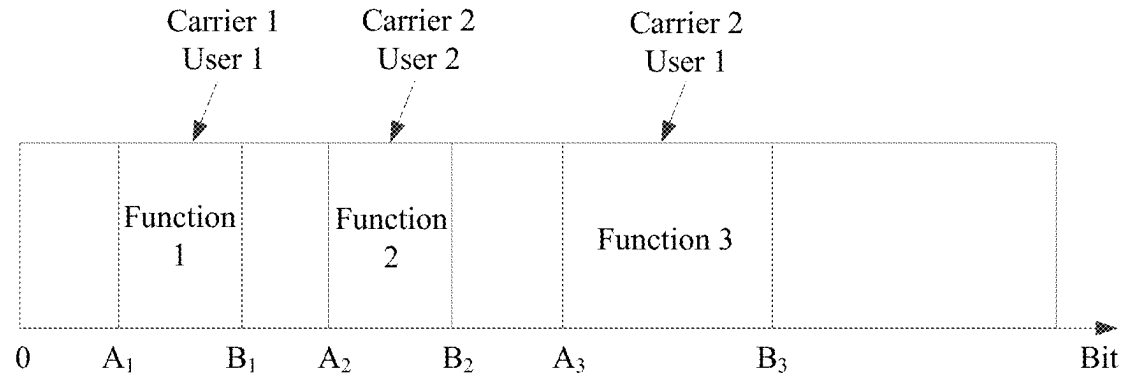 Carrier 1
User 1
Carrier 2
User 2
Carrier 2
User 1
Function
1
Function
2
Function 3
0 A₁ B₁ A₂ B₂ A₃ B₃ Bit